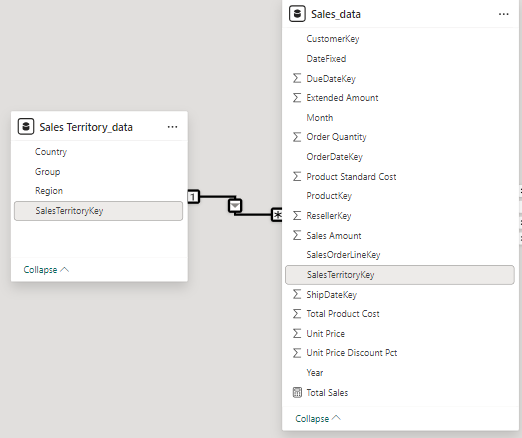 Sales Territory_data
Country
Group
Region
SalesTerritoryKey
Collapse
1
*
Sales_data
CustomerKey
DateFixed
DueDateKey
Extended Amount
Month
Order Quantity
OrderDateKey
Product Standard Cost
ProductKey
ResellerKey
Sales Amount
SalesOrderLineKey
SalesTerritoryKey
ShipDateKey
Total Product Cost
Unit Price
Unit Price Discount Pct
Year
Total Sales
Collapse